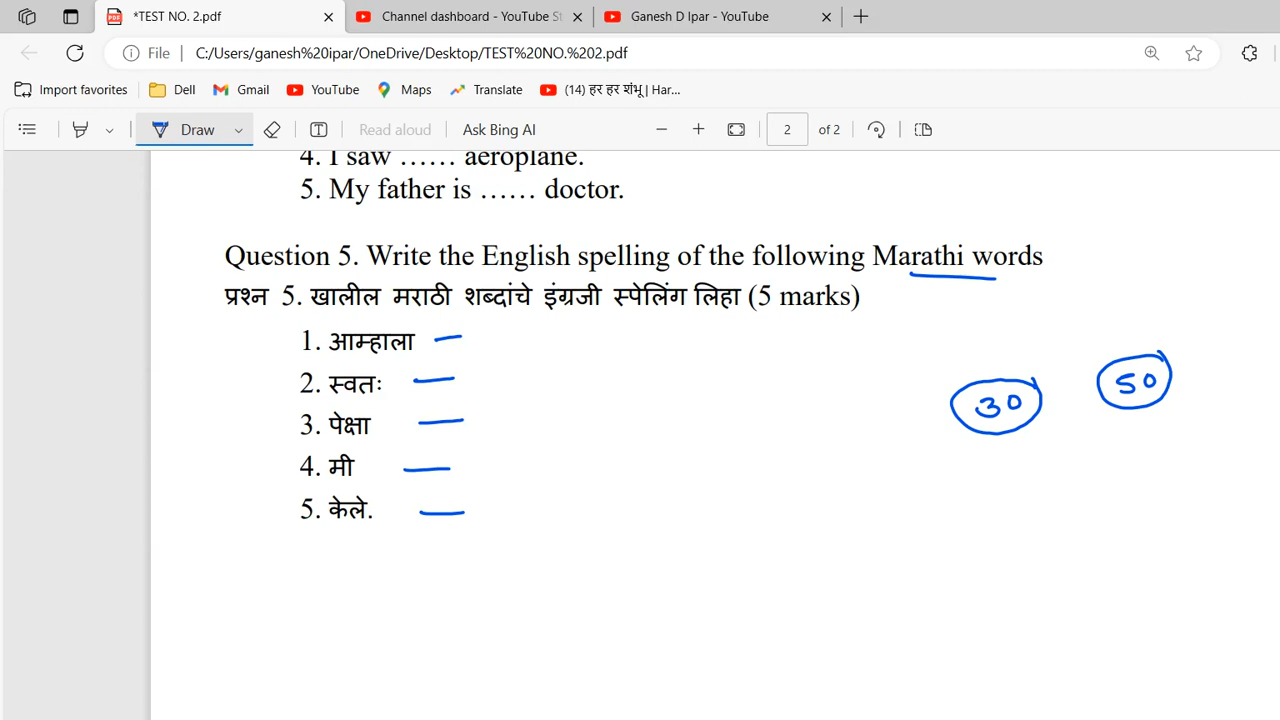 *TEST NO. 2.pdf
Channel dashboard - YouTube St
Ganesh D Ipar - YouTube
File C:/Users/ganesh%20ipar/OneDrive/Desktop/TEST%20NO.%202.pdf
Import favorites Dell Gmail YouTube Maps Translate (14) हर हर शंभू | Har...
Draw Read aloud Ask Bing AI 2 of 2
4. I saw …… aeroplane.
5. My father is …… doctor.
Question 5. Write the English spelling of the following Marathi words
प्रश्न 5. खालील मराठी शब्दांचे इंग्रजी स्पेलिंग लिहा (5 marks)
1. आम्हाला
2. स्वतः
3. पेक्षा
4. मी
5. केले.
30
50